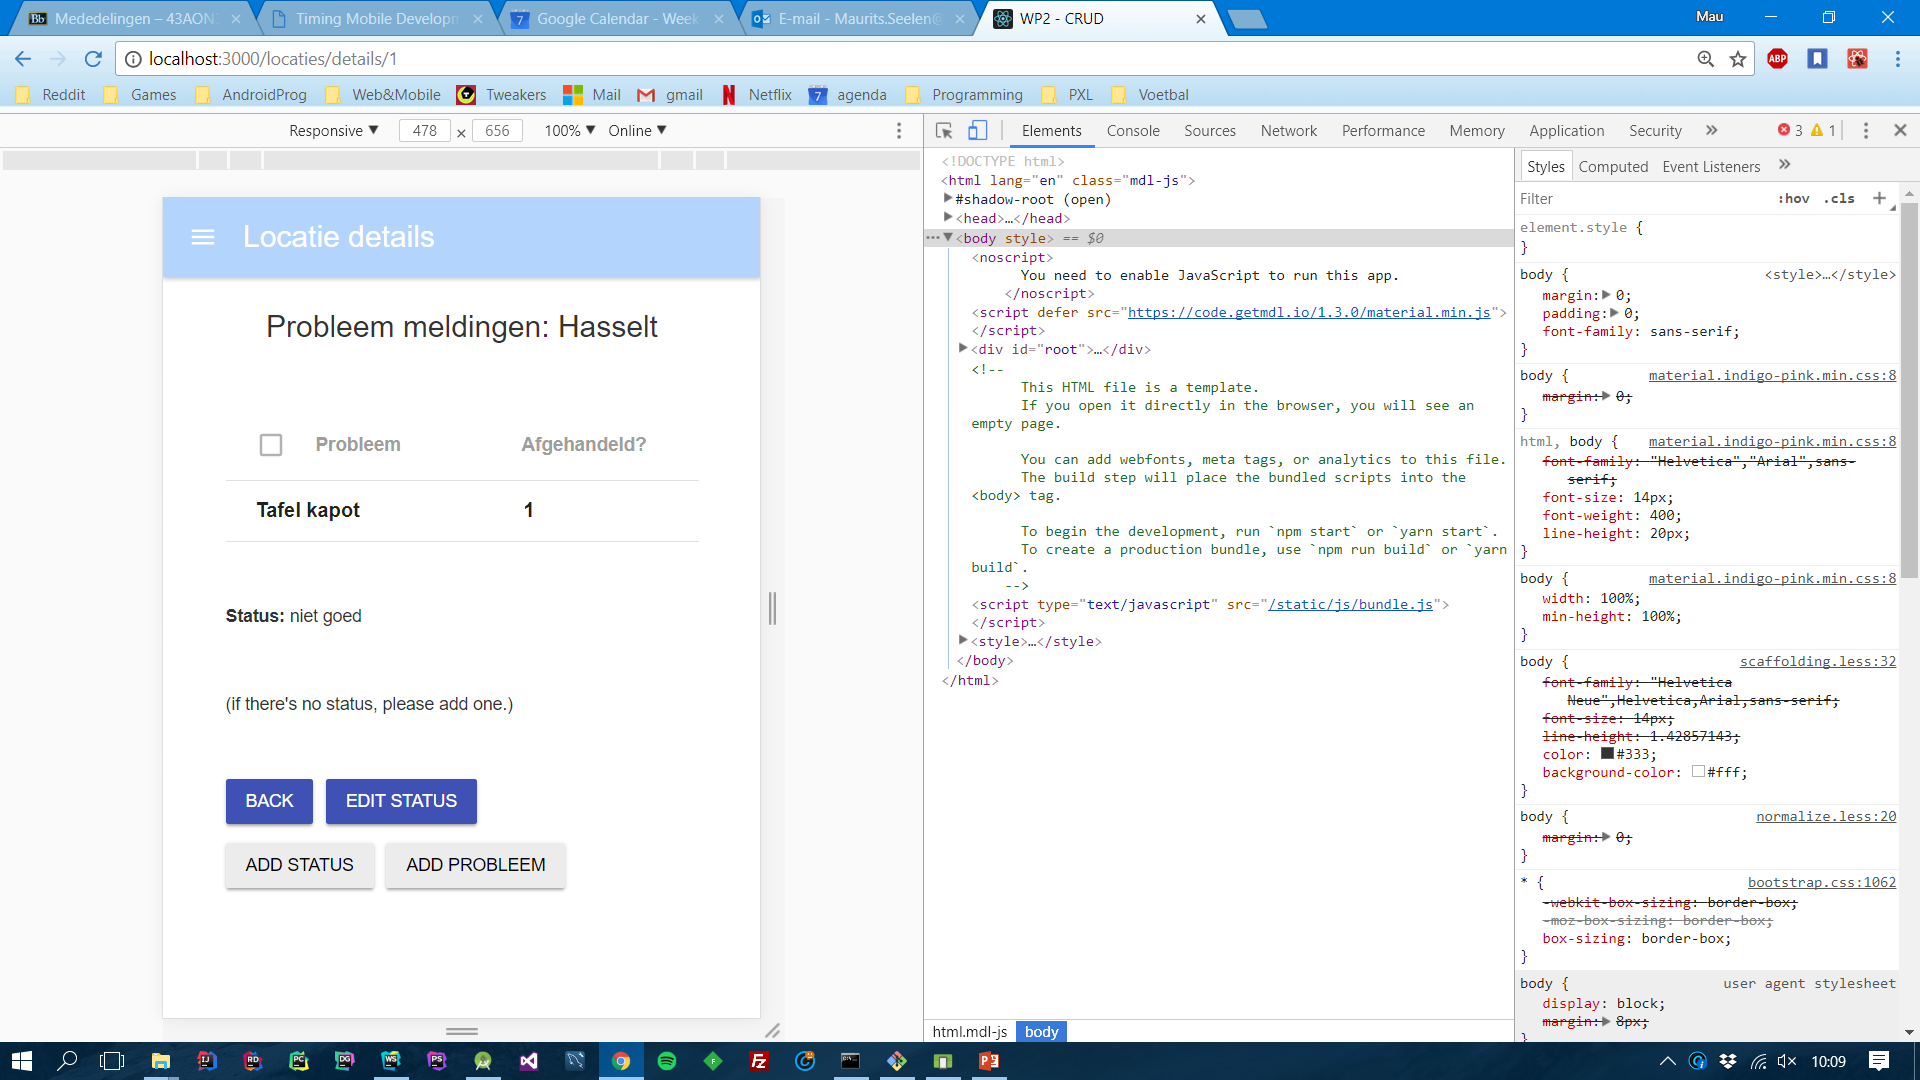 Mededelingen – 43AON
Timing Mobile Developm
Google Calendar - Week
E-mail - Maurits.Seelen@
WP2 - CRUD
Mau
localhost:3000/locaties/details/1
ABP
Reddit
Games
AndroidProg
Web&Mobile
Tweakers
Mail
gmail
Netflix
7
agenda
Programming
PXL
Voetbal
Responsive ▼
478 × 656
100% ▼
Online ▼
Elements
Console
Sources
Network
Performance
Memory
Application
Security
»
3
1
Locatie details
Probleem meldingen: Hasselt
Probleem
Afgehandeld?
Tafel kapot
1
Status: niet goed
(if there's no status, please add one.)
BACK
EDIT STATUS
ADD STATUS
ADD PROBLEEM
<!DOCTYPE html>
<html lang="en" class="mdl-js">
▶#shadow-root (open)
▶<head>…</head>
…▼<body style> == $0
<noscript>
You need to enable JavaScript to run this app.
</noscript>
<script defer src="https://code.getmdl.io/1.3.0/material.min.js">
</script>
▶<div id="root">…</div>
<!--
This HTML file is a template.
If you open it directly in the browser, you will see an
empty page.
You can add webfonts, meta tags, or analytics to this file.
The build step will place the bundled scripts into the
<body> tag.
To begin the development, run `npm start` or `yarn start`.
To create a production bundle, use `npm run build` or `yarn
build`.
-->
<script type="text/javascript" src="/static/js/bundle.js">
</script>
▶<style>…</style>
</body>
</html>
html.mdl-js
body
Styles
Computed
Event Listeners
»
Filter
:hov
.cls
+
element.style {
}
body {
<style>…</style>
margin:▶ 0;
padding:▶ 0;
font-family: sans-serif;
}
body {
material.indigo-pink.min.css:8
margin:▶ 0;
}
html, body {
material.indigo-pink.min.css:8
font-family: "Helvetica","Arial",sans-
serif;
font-size: 14px;
font-weight: 400;
line-height: 20px;
}
body {
material.indigo-pink.min.css:8
width: 100%;
min-height: 100%;
}
body {
scaffolding.less:32
font-family: "Helvetica
Neue",Helvetica,Arial,sans-serif;
font-size: 14px;
line-height: 1.42857143;
color: #333;
background-color: #fff;
}
body {
normalize.less:20
margin:▶ 0;
}
* {
bootstrap.css:1062
-webkit-box-sizing: border-box;
-moz-box-sizing: border-box;
box-sizing: border-box;
}
body {
user agent stylesheet
display: block;
margin:▶ 8px;
}
10:09